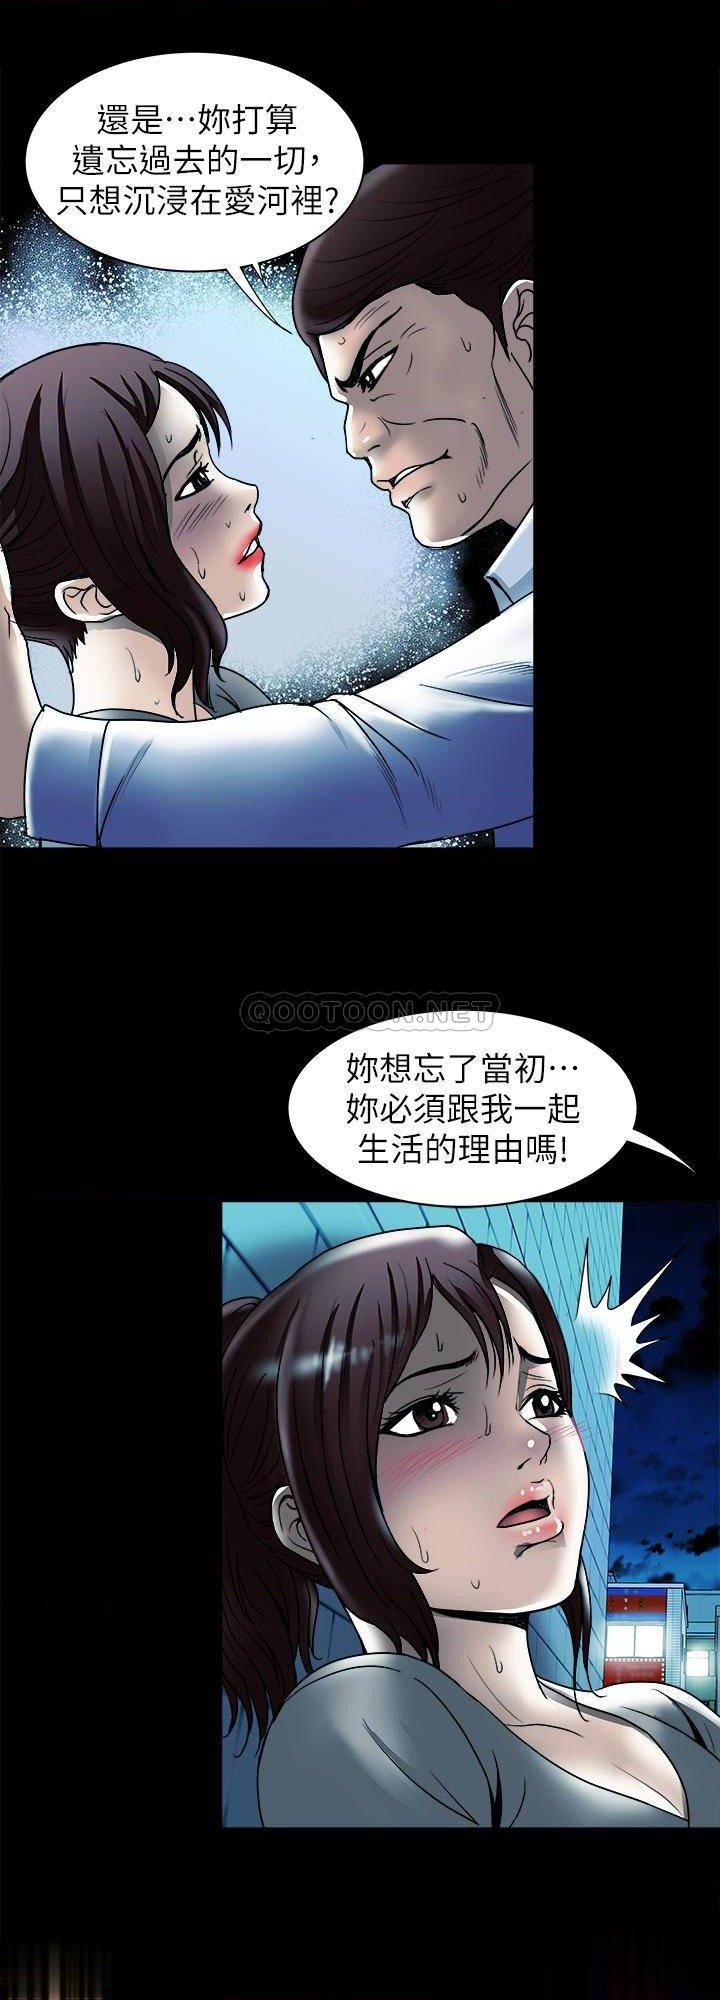 還是⋯妳打算
遺忘過去的一切，
只想沉浸在愛河裡?
QOOTOON.NET
妳想忘了當初⋯
妳必須跟我一起
生活的理由嗎!